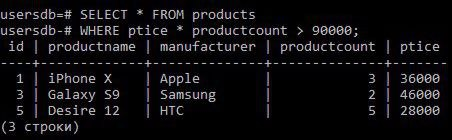 usersdb=# SELECT * FROM products
usersdb-# WHERE ptice * productcount > 90000;
 id | productname | manufacturer | productcount | ptice
----+-------------+--------------+--------------+-------
  1 | iPhone X    | Apple        |            3 | 36000
  3 | Galaxy S9   | Samsung      |            2 | 46000
  5 | Desire 12   | HTC          |            5 | 28000
(3 строки)